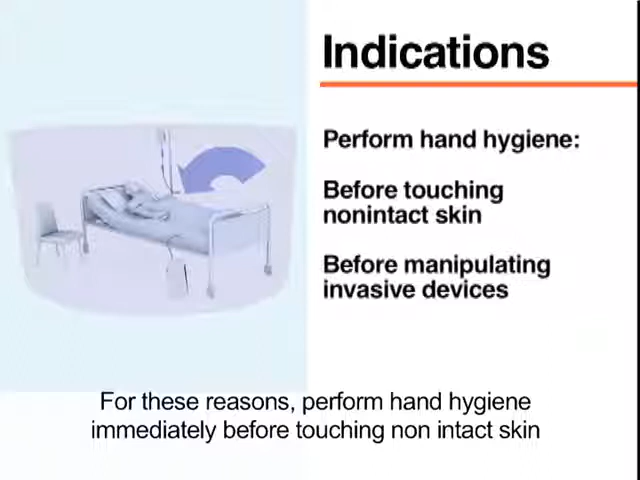 Indications
Perform hand hygiene:
Before touching
nonintact skin
Before manipulating
invasive devices
For these reasons, perform hand hygiene
immediately before touching non intact skin